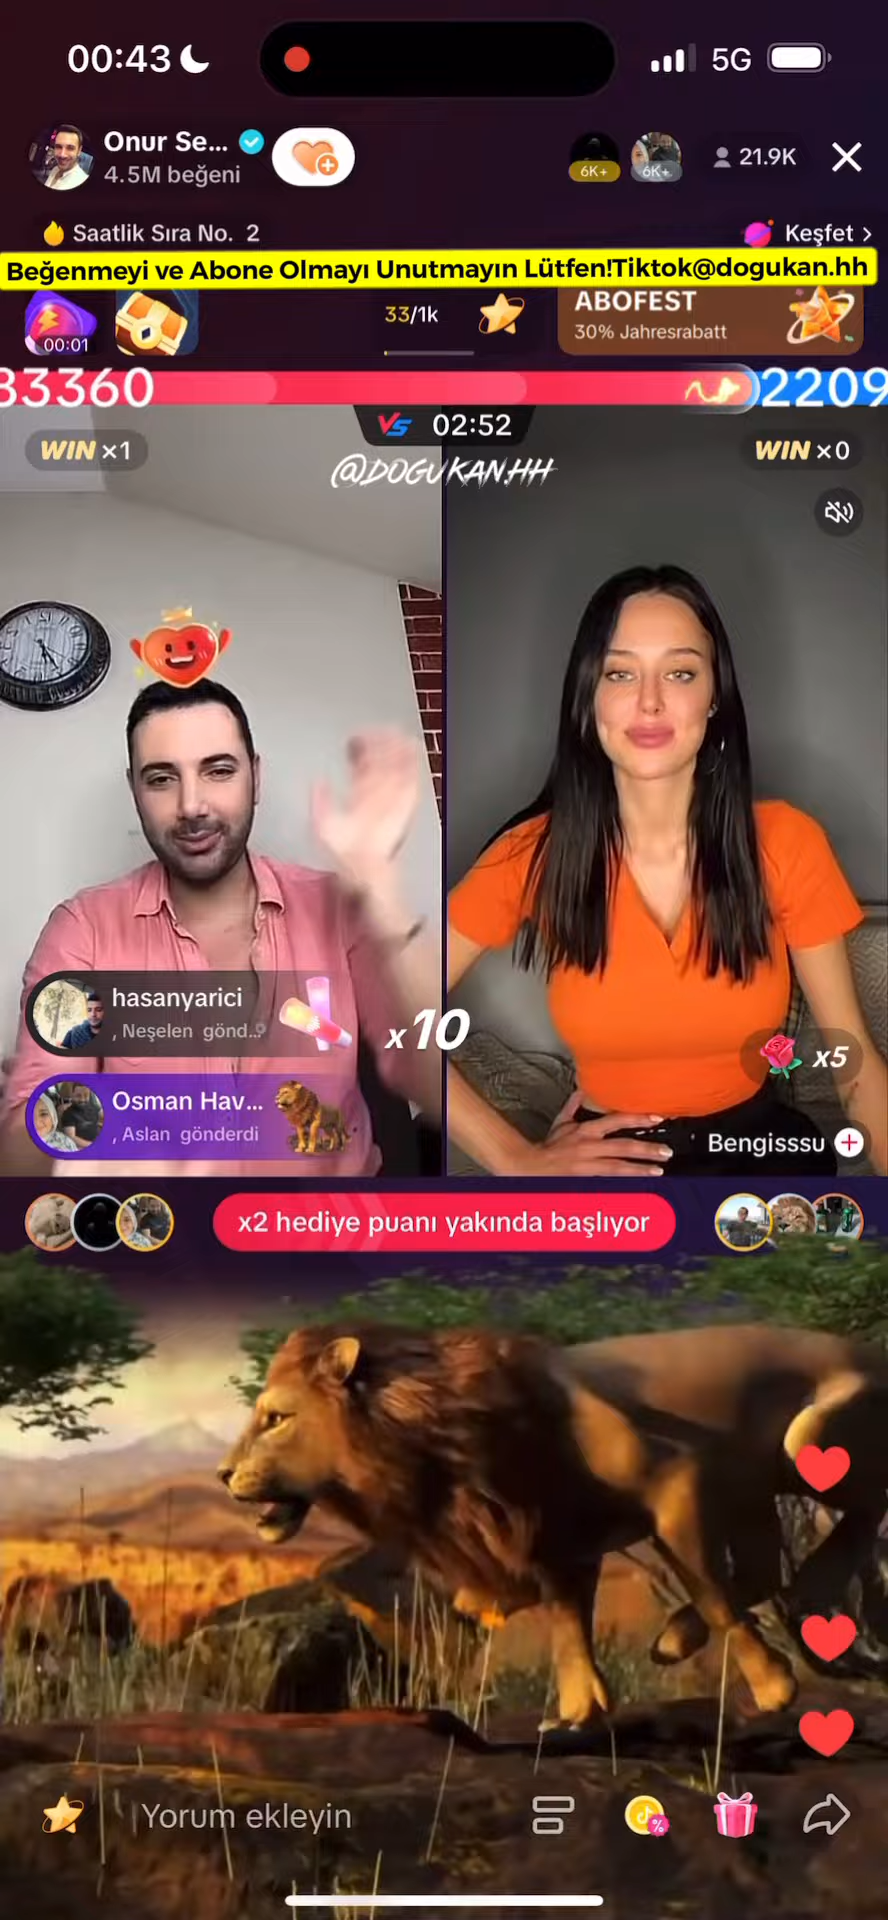 00:43
5G
Onur Se...
4.5M beğeni
6K+
6K+
21.9K
Saatlik Sıra No. 2
Keşfet >
Beğenmeyi ve Abone Olmayı Unutmayın Lütfen!Tiktok@dogukan.hh
00:01
33/1k
ABOFEST
30% Jahresrabatt
33360
2209
VS 02:52
WIN x1
WIN x0
@DOGUKAN.HH
hasanyarici
, Neşelen gönd...
x10
x5
Osman Hav...
, Aslan gönderdi
Bengisssu
x2 hediye puanı yakında başlıyor
Yorum ekleyin